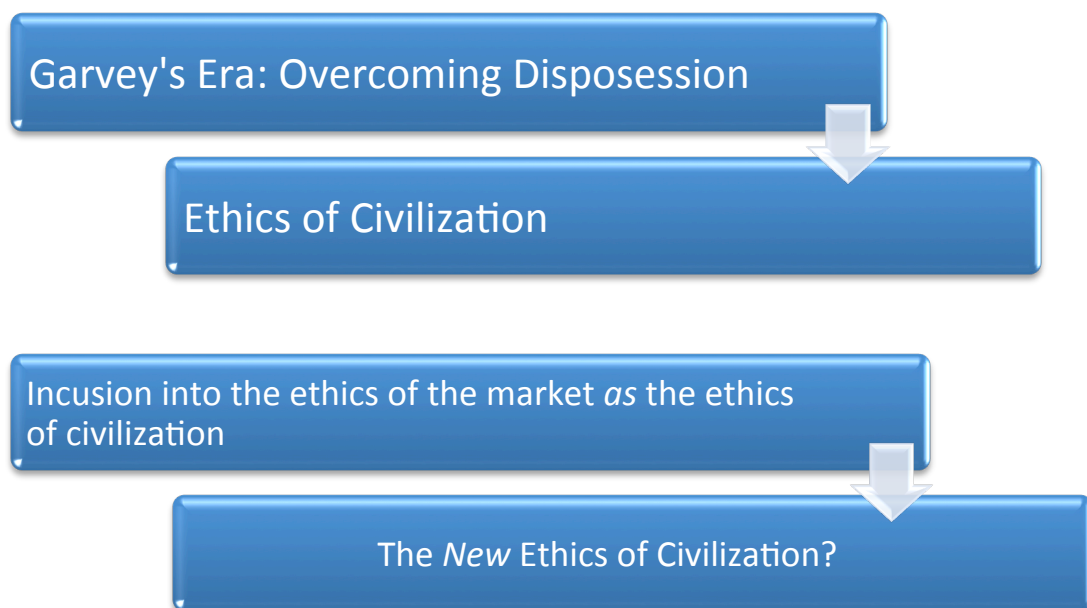 Garvey's Era: Overcoming Disposession
Ethics of Civilization
Incusion into the ethics of the market as the ethics
of civilization
The New Ethics of Civilization?